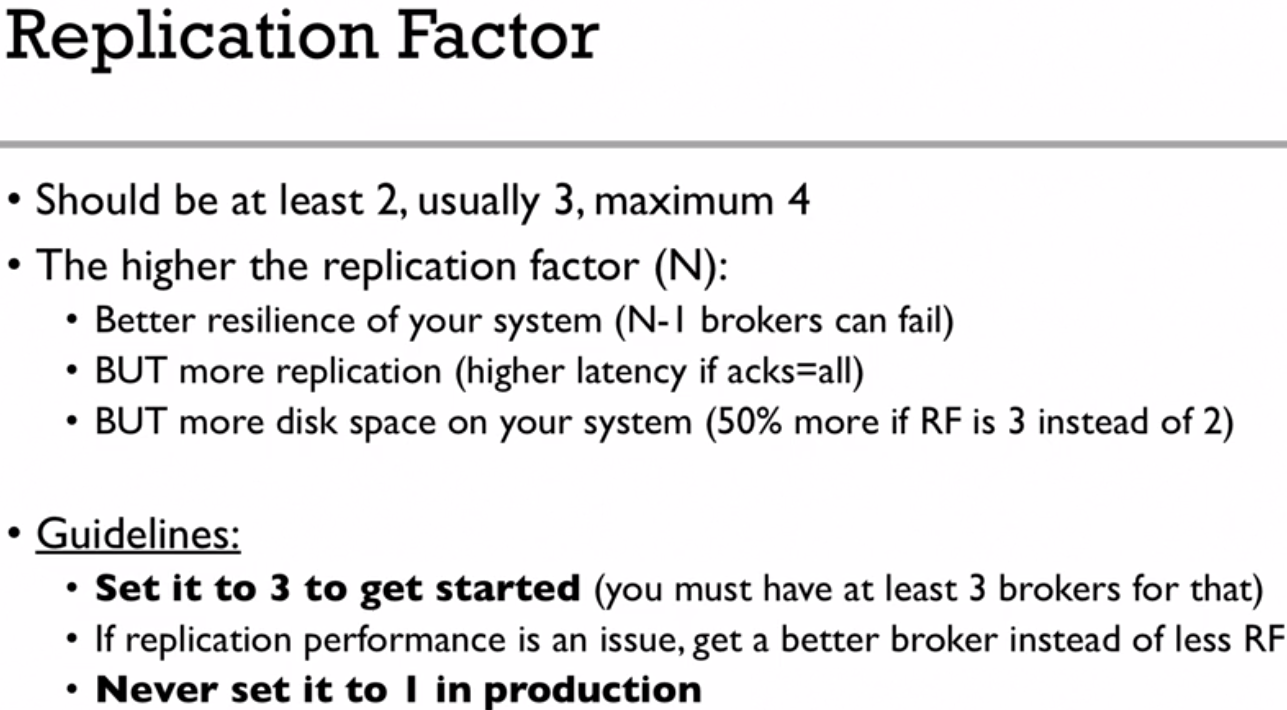 Replication Factor
• Should be at least 2, usually 3, maximum 4
• The higher the replication factor (N):
• Better resilience of your system (N-1 brokers can fail)
• BUT more replication (higher latency if acks=all)
• BUT more disk space on your system (50% more if RF is 3 instead of 2)
• Guidelines:
• Set it to 3 to get started (you must have at least 3 brokers for that)
• If replication performance is an issue, get a better broker instead of less RF
• Never set it to 1 in production